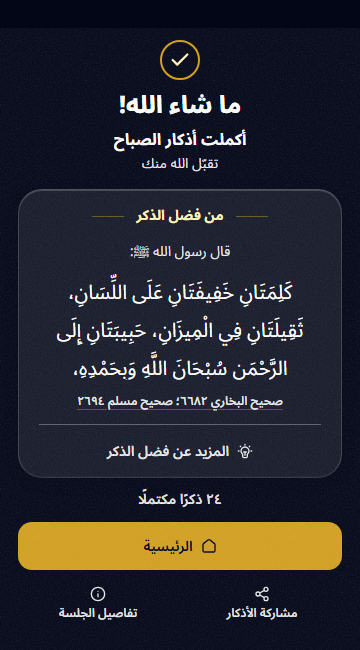 ما شاء الله!
أكملت أذكار الصباح
تقبّل الله منك
من فضل الذكر
قال رسول الله ﷺ:
كَلِمَتَانِ خَفِيفَتَانِ عَلَى اللِّسَانِ،
ثَقِيلَتَانِ فِي الْمِيزَانِ، حَبِيبَتَانِ إِلَى
الرَّحْمَن سُبْحَانَ اللَّهِ وَبِحَمْدِهِ،
صحيح البخاري ٦٦٨٢؛ صحيح مسلم ٢٦٩٤
المزيد عن فضل الذكر
٢٤ ذكرًا مكتملًا
الرئيسية
مشاركة الأذكار
تفاصيل الجلسة